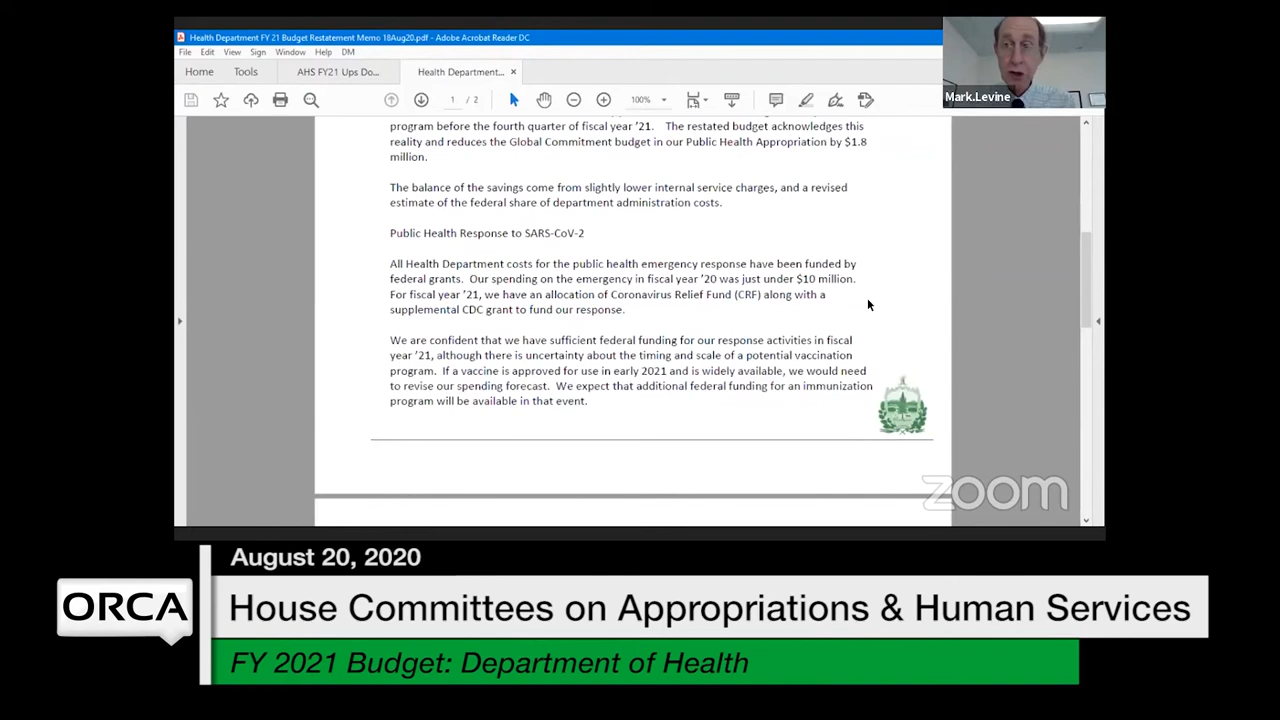 Health Department FY 21 Budget Restatement Memo 18Aug20.pdf - Adobe Acrobat Reader DC
File Edit View Sign Window Help DM
Home Tools AHS FY21 Ups Do... Health Department... ×
1 / 2 100%
Mark.Levine
program before the fourth quarter of fiscal year '21. The restated budget acknowledges this
reality and reduces the Global Commitment budget in our Public Health Appropriation by $1.8
million.
The balance of the savings come from slightly lower internal service charges, and a revised
estimate of the federal share of department administration costs.
Public Health Response to SARS-CoV-2
All Health Department costs for the public health emergency response have been funded by
federal grants. Our spending on the emergency in fiscal year '20 was just under $10 million.
For fiscal year '21, we have an allocation of Coronavirus Relief Fund (CRF) along with a
supplemental CDC grant to fund our response.
We are confident that we have sufficient federal funding for our response activities in fiscal
year '21, although there is uncertainty about the timing and scale of a potential vaccination
program. If a vaccine is approved for use in early 2021 and is widely available, we would need
to revise our spending forecast. We expect that additional federal funding for an immunization
program will be available in that event.
zoom
August 20, 2020
ORCA
House Committees on Appropriations & Human Services
FY 2021 Budget: Department of Health